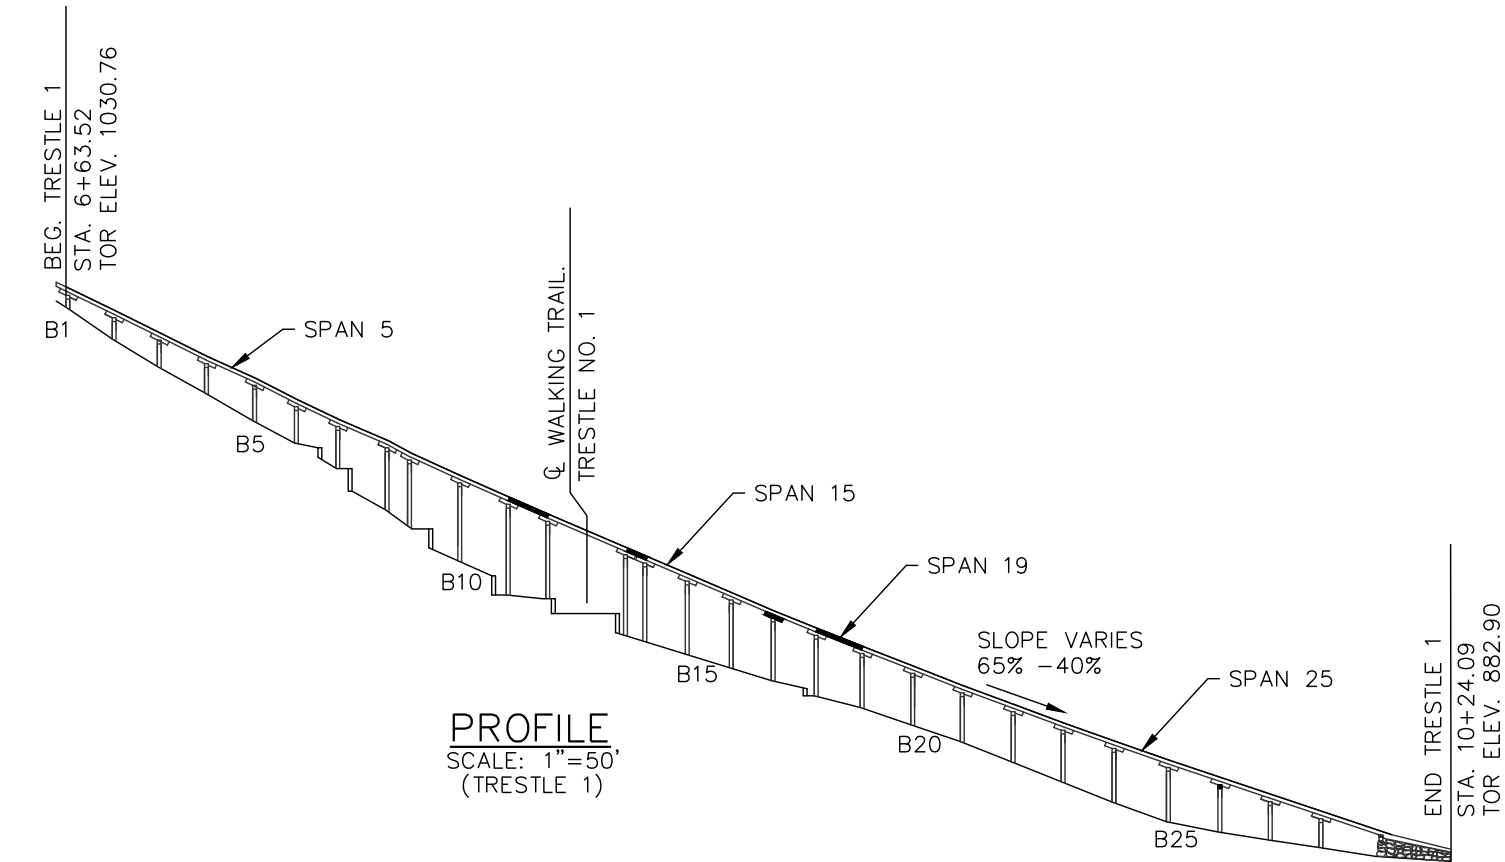 BEG. TRESTLE 1
STA. 6+63.52
TOR ELEV. 1030.76
B1
SPAN 5
B5
℄ WALKING TRAIL.
TRESTLE NO. 1
SPAN 15
B10
SPAN 19
B15
SLOPE VARIES
65% -40%
SPAN 25
B20
B25
PROFILE
SCALE: 1"=50'
(TRESTLE 1)
END TRESTLE 1
STA. 10+24.09
TOR ELEV. 882.90